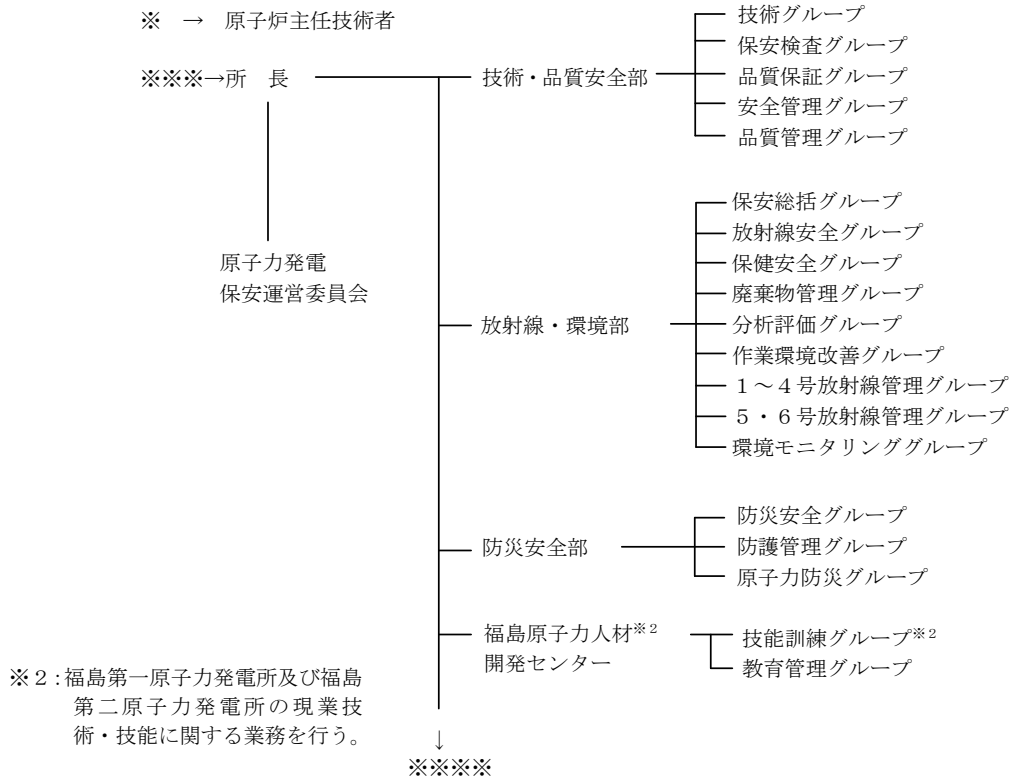 ※ → 原子炉主任技術者
※※※→所 長
原子力発電
保安運営委員会
技術・品質安全部
技術グループ
保安検査グループ
品質保証グループ
安全管理グループ
品質管理グループ
放射線・環境部
保安総括グループ
放射線安全グループ
保健安全グループ
廃棄物管理グループ
分析評価グループ
作業環境改善グループ
1～4号放射線管理グループ
5・6号放射線管理グループ
環境モニタリンググループ
防災安全部
防災安全グループ
防護管理グループ
原子力防災グループ
福島原子力人材※2
開発センター
技能訓練グループ※2
教育管理グループ
※2:福島第一原子力発電所及び福島
第二原子力発電所の現業技
術・技能に関する業務を行う。
↓
※※※※